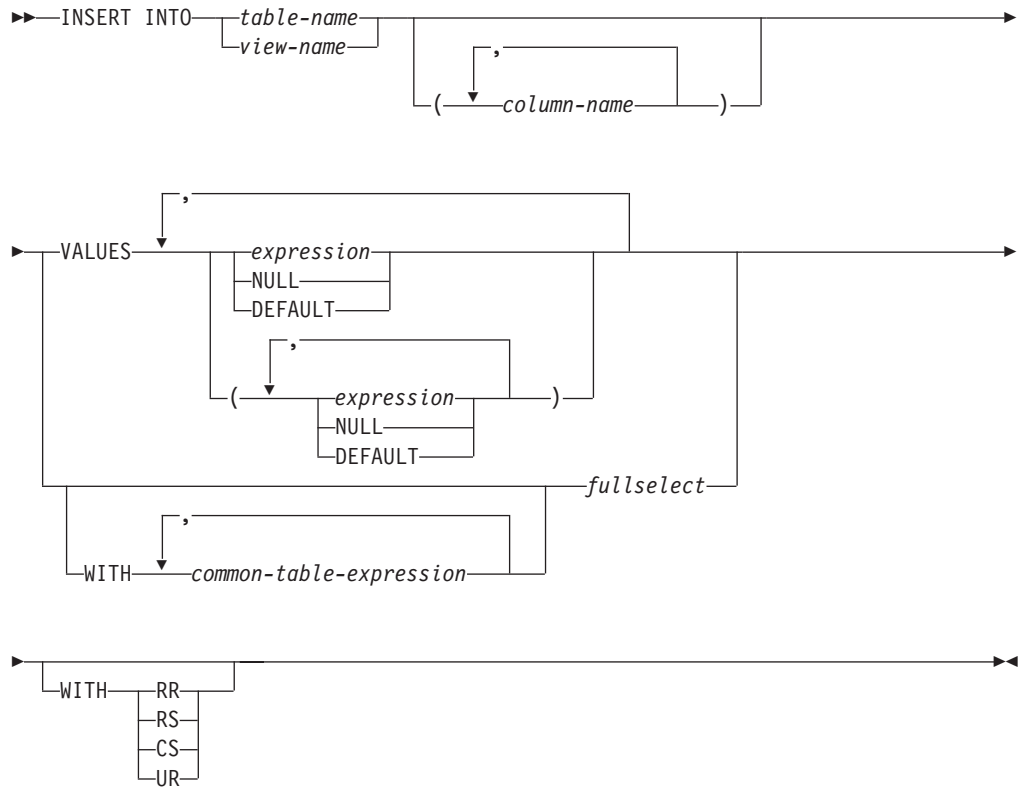 INSERT INTO table-name
view-name
,
( column-name )
,
VALUES expression
NULL
DEFAULT
,
( expression )
NULL
DEFAULT
fullselect
,
WITH common-table-expression
WITH RR
RS
CS
UR